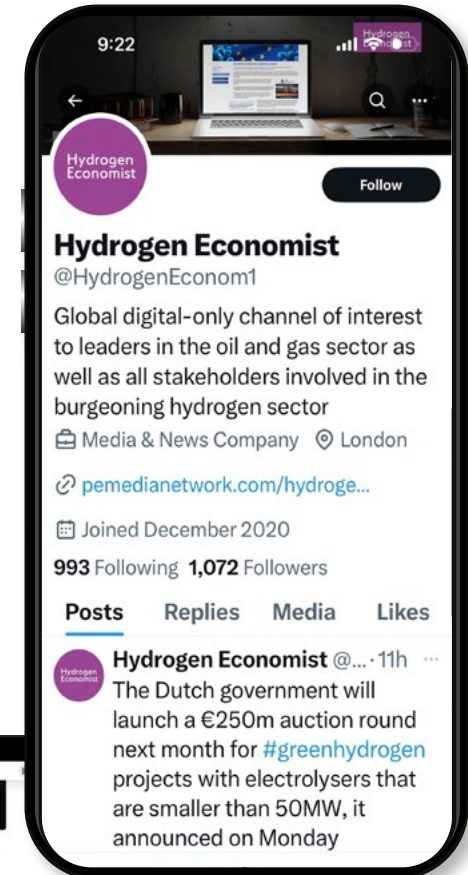 9:22
Hydrogen
Economist
Hydrogen
Economist
Follow
Hydrogen Economist
@HydrogenEconom1
Global digital-only channel of interest
to leaders in the oil and gas sector as
well as all stakeholders involved in the
burgeoning hydrogen sector
Media & News Company London
pemedianetwork.com/hydroge...
Joined December 2020
993 Following 1,072 Followers
Posts Replies Media Likes
Hydrogen
Economist
Hydrogen Economist @... · 11h ...
The Dutch government will
launch a €250m auction round
next month for #greenhydrogen
projects with electrolysers that
are smaller than 50MW, it
announced on Monday